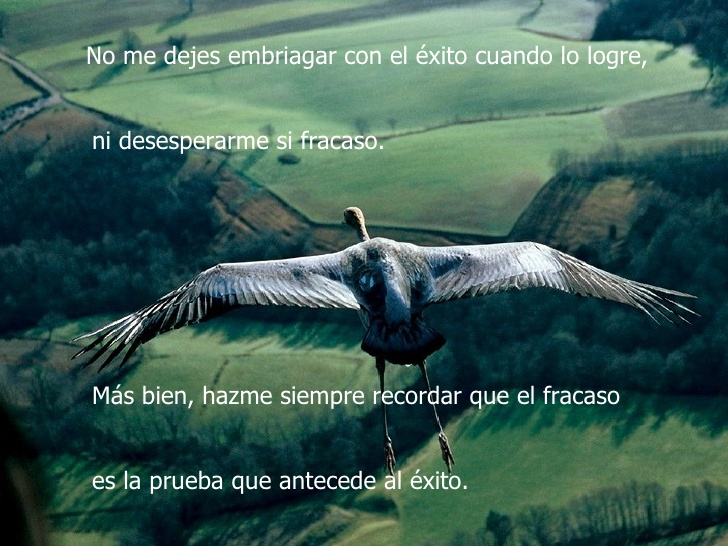 No me dejes embriagar con el éxito cuando lo logre,
ni desesperarme si fracaso.
Más bien, hazme siempre recordar que el fracaso
es la prueba que antecede al éxito.